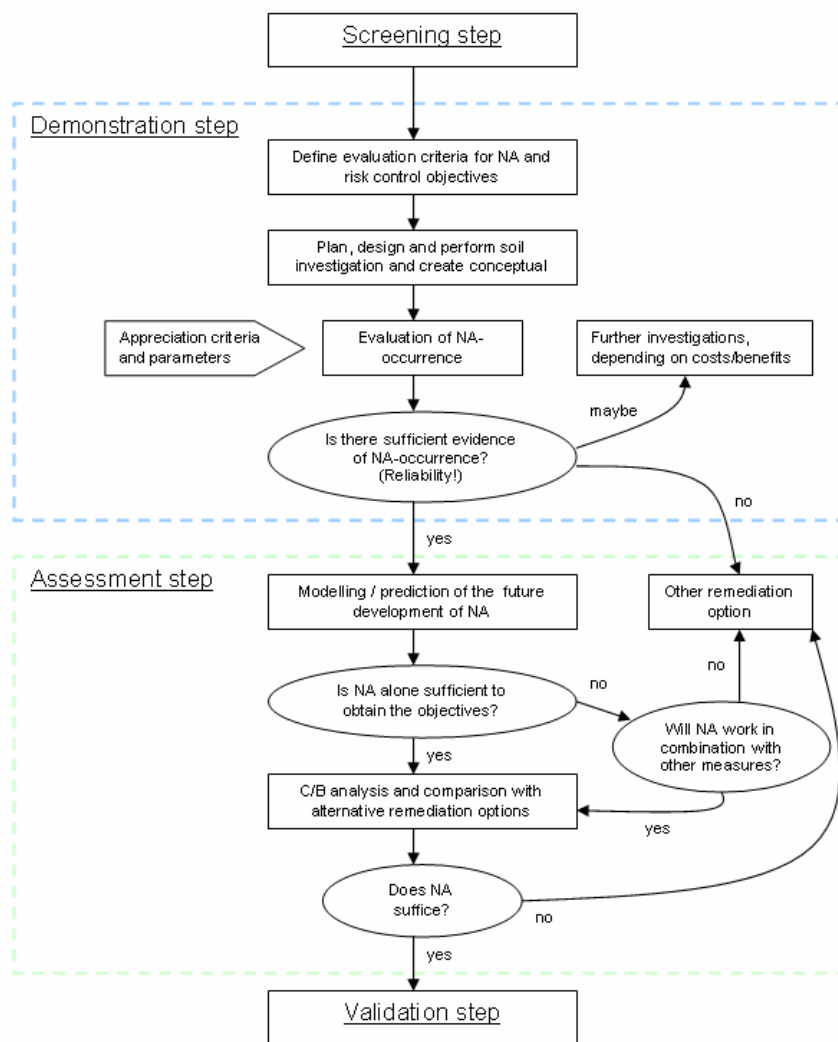 Screening step
Demonstration step
Define evaluation criteria for NA and
risk control objectives
Plan, design and perform soil
investigation and create conceptual
Appreciation criteria
and parameters
Evaluation of NA-
occurrence
Further investigations,
depending on costs/benefits
maybe
Is there sufficient evidence
of NA-occurrence?
(Reliability!)
no
yes
Assessment step
Modelling / prediction of the future
development of NA
Other remediation
option
no
Is NA alone sufficient to
obtain the objectives?
no
Will NA work in
combination with
other measures?
yes
C/B analysis and comparison with
alternative remediation options
yes
Does NA
suffice?
no
yes
Validation step